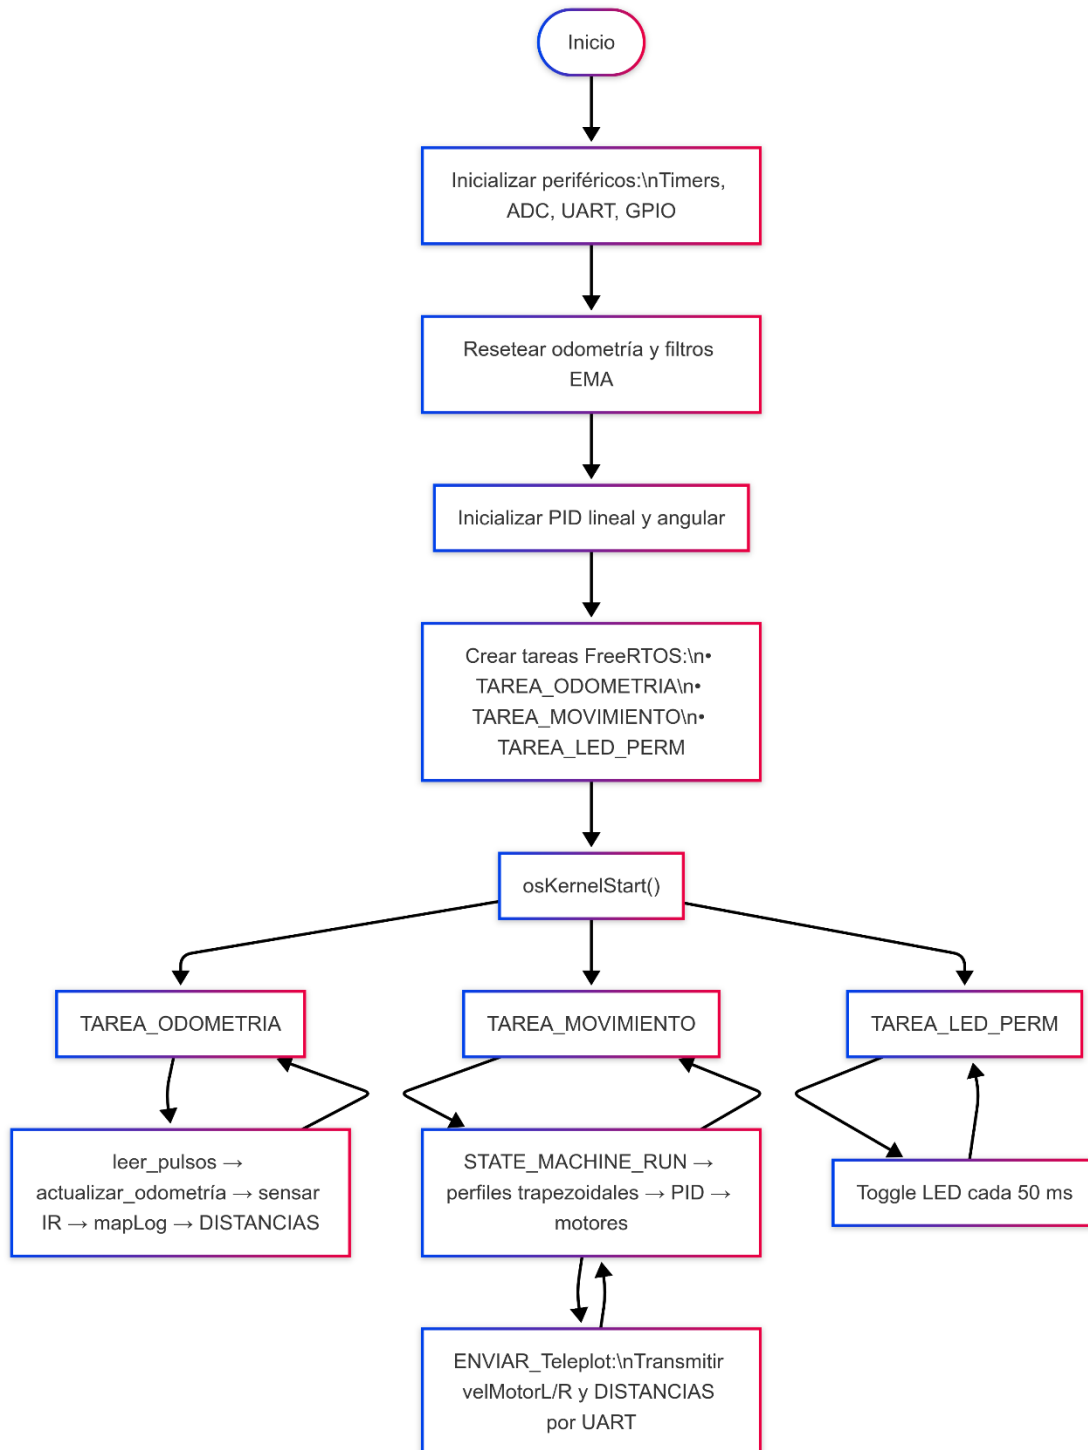 Inicio
Inicializar periféricos:\nTimers,
ADC, UART, GPIO
Resetear odometría y filtros
EMA
Inicializar PID lineal y angular
Crear tareas FreeRTOS:\n•
TAREA_ODOMETRIA\n•
TAREA_MOVIMIENTO\n•
TAREA_LED_PERM
osKernelStart()
TAREA_ODOMETRIA
TAREA_MOVIMIENTO
TAREA_LED_PERM
leer_pulsos →
actualizar_odometría → sensar
IR → mapLog → DISTANCIAS
STATE_MACHINE_RUN →
perfiles trapezoidales → PID →
motores
Toggle LED cada 50 ms
ENVIAR_Teleplot:\nTransmitir
velMotorL/R y DISTANCIAS
por UART